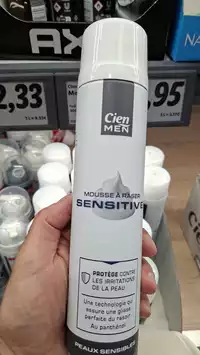 AX
NA
2,33
,95
Cien
MEN
MOUSSE À RASER
SENSITIVE
PROTÈGE CONTRE
LES IRRITATIONS
DE LA PEAU
Une technologie qui
assure une glisse
parfaite du rasoir
Au panthénol
PEAUX SENSIBLES